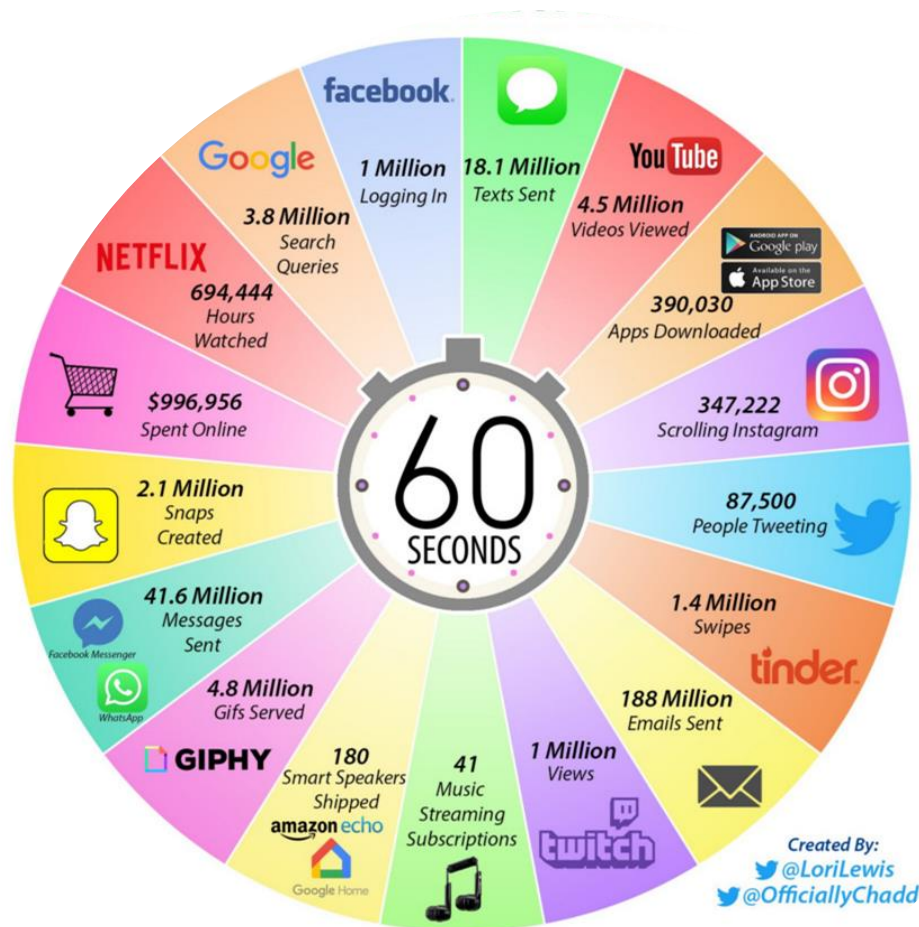 facebook
1 Million
Logging In
18.1 Million
Texts Sent
You Tube
4.5 Million
Videos Viewed
ANDROID APP ON
Google play
Available on the
App Store
390,030
Apps Downloaded
347,222
Scrolling Instagram
87,500
People Tweeting
1.4 Million
Swipes
tinder
188 Million
Emails Sent
1 Million
Views
twitch
41
Music
Streaming
Subscriptions
180
Smart Speakers
Shipped
amazon echo
Google Home
4.8 Million
Gifs Served
GIPHY
41.6 Million
Messages
Sent
Facebook Messenger
WhatsApp
2.1 Million
Snaps
Created
$996,956
Spent Online
NETFLIX
694,444
Hours
Watched
Google
3.8 Million
Search
Queries
60
SECONDS
Created By:
@LoriLewis
@OfficiallyChadd